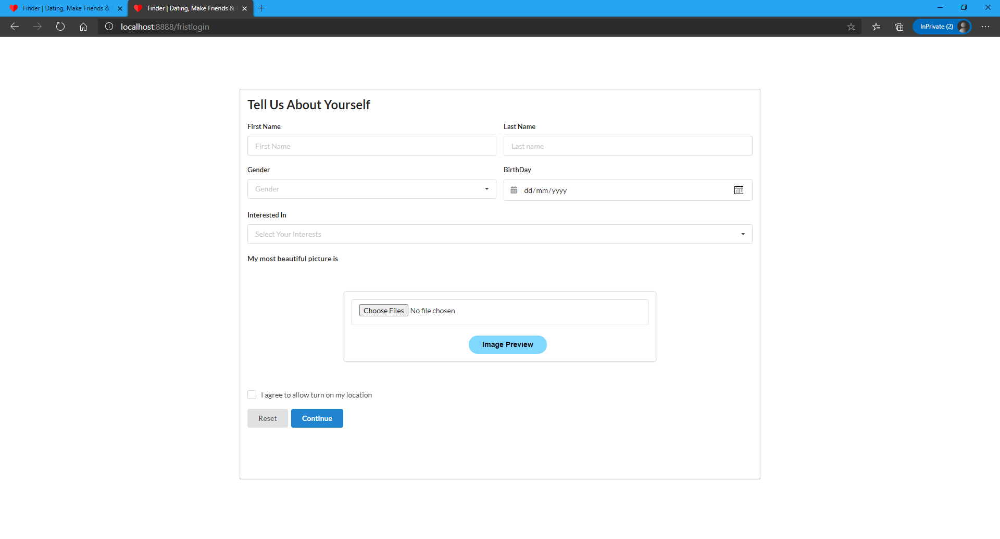 Finder | Dating, Make Friends &
Finder | Dating, Make Friends &
localhost:8888/fristlogin
InPrivate (2)
Tell Us About Yourself
First Name
Last Name
First Name
Last name
Gender
BirthDay
Gender
dd/mm/yyyy
Interested In
Select Your Interests
My most beautiful picture is
Choose Files No file chosen
Image Preview
I agree to allow turn on my location
Reset
Continue